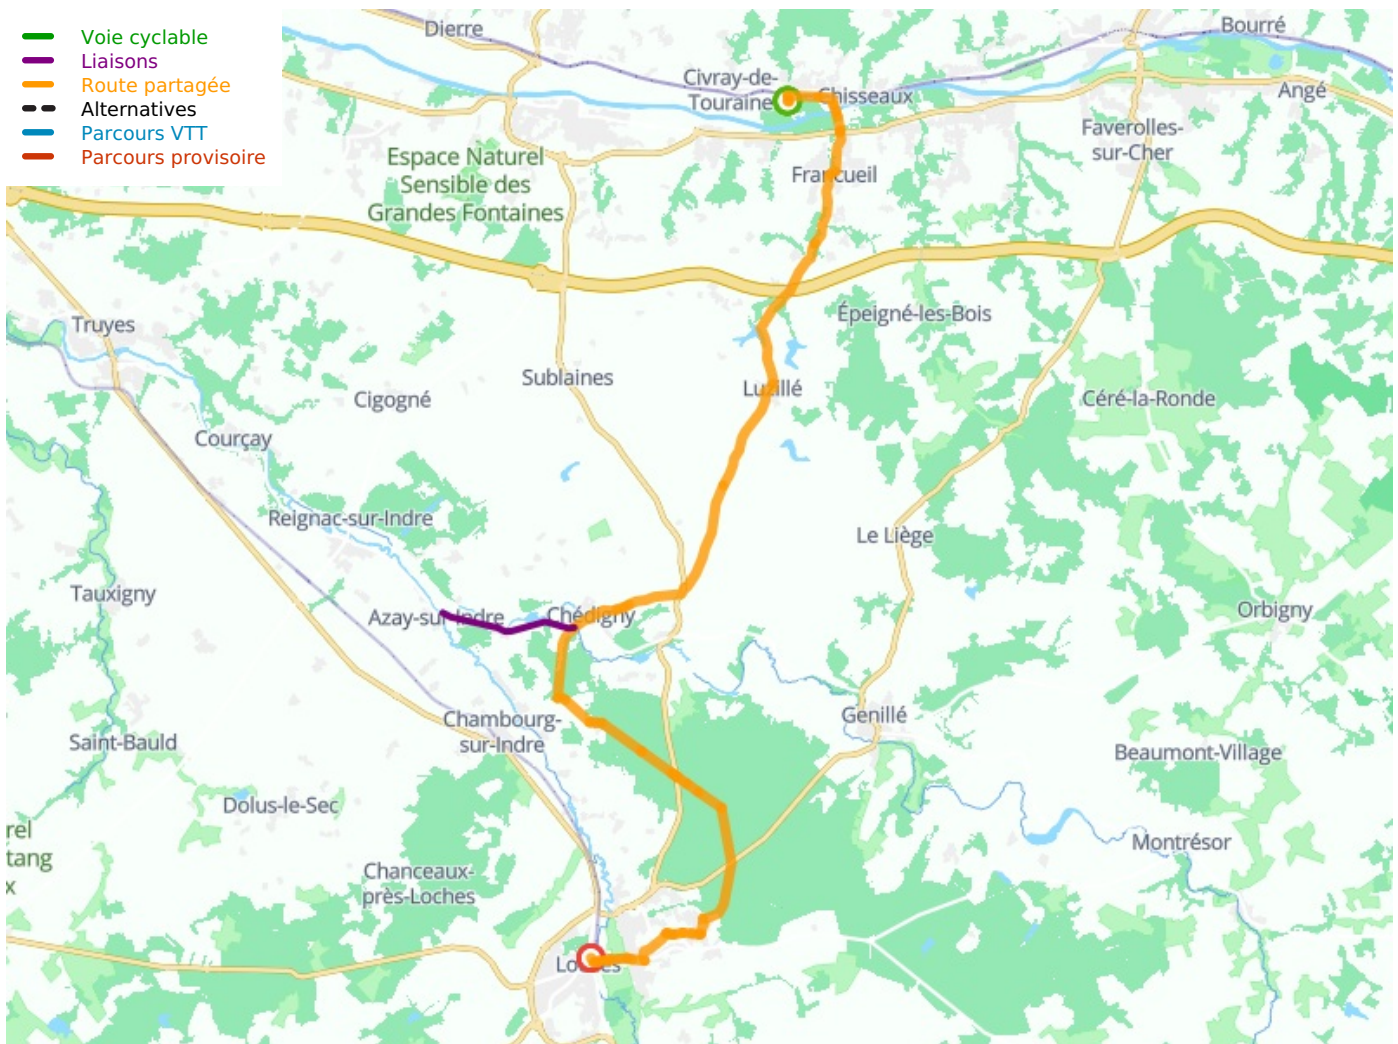 Voie cyclable
Liaisons
Route partagée
Alternatives
Parcours VTT
Parcours provisoire
Dierre
Bourré
Civray-de-
Touraine
Chisseaux
Angé
Faverolles-
sur-Cher
Espace Naturel
Sensible des
Grandes Fontaines
Francueil
Épeigné-les-Bois
Truyes
Sublaines
Luzillé
Cigogné
Céré-la-Ronde
Courçay
Reignac-sur-Indre
Le Liège
Tauxigny
Azay-sur-Indre
Chédigny
Orbigny
Chambourg-
sur-Indre
Genillé
Saint-Bauld
Beaumont-Village
Dolus-le-Sec
rel
tang
x
Montrésor
Chanceaux-
près-Loches
Loches